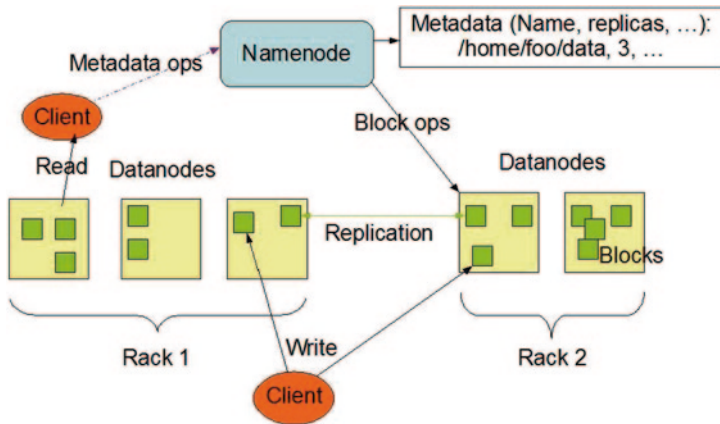 Metadata (Name, replicas, …):
/home/foo/data, 3, …
Namenode
Metadata ops
Client
Block ops
Read
Datanodes
Datanodes
Replication
Blocks
Rack 1
Write
Rack 2
Client